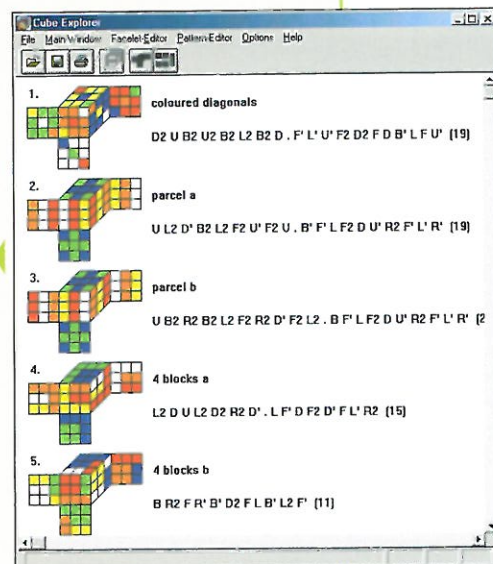 Cube Explorer
File Main Window Facelet-Editor Pattern-Editor Options Help
1.
coloured diagonals
D2 U B2 U2 B2 L2 B2 D . F' L' U' F2 D2 F D B' L F U' (19)
2.
parcel a
U L2 D' B2 L2 F2 U' F2 U . B' F' L F2 D U' R2 F' L' R' (19)
3.
parcel b
U B2 R2 B2 L2 F2 R2 D' F2 L2 . B F' L F2 D U' R2 F' L' R' (2
4.
4 blocks a
L2 D U L2 D2 R2 D' . L F' D F2 D' F L' R2 (15)
5.
4 blocks b
B R2 F R' B' D2 F L B' L2 F' (11)